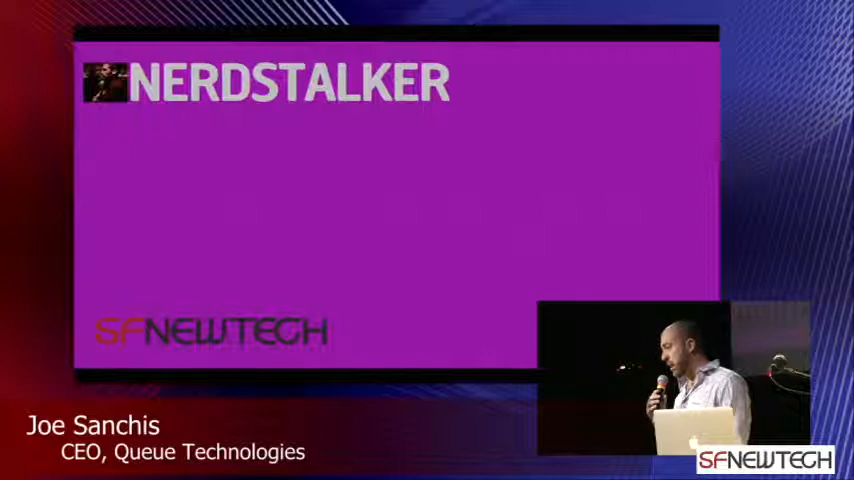 NERDSTALKER
SFNEWTECH
Joe Sanchis
CEO, Queue Technologies
SFNEWTECH